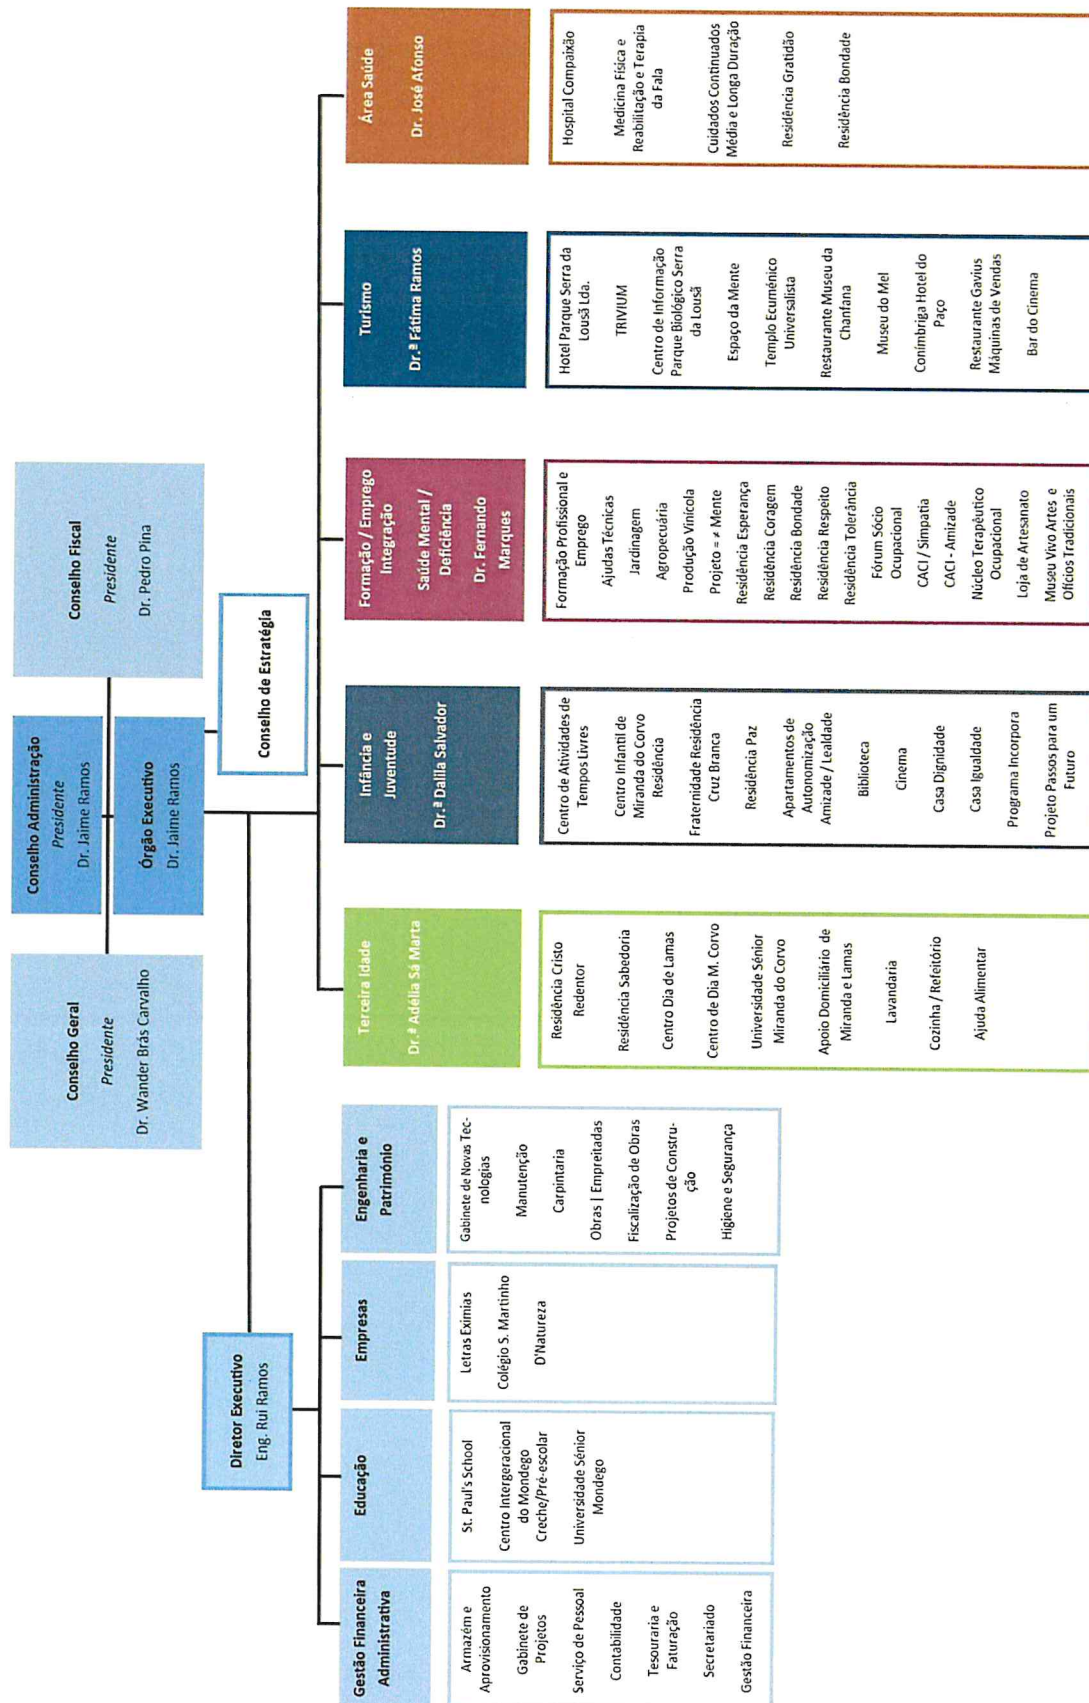 Conselho Geral
Presidente
Dr. Wander Brás Carvalho
Conselho Administração
Presidente
Dr. Jaime Ramos
Órgão Executivo
Dr. Jaime Ramos
Conselho Fiscal
Presidente
Dr. Pedro Pina
Conselho de Estratégia
Diretor Executivo
Eng. Rui Ramos
Gestão Financeira
Administrativa
Armazém e
Aprovisionamento
Gabinete de
Projetos
Serviço de Pessoal
Contabilidade
Tesouraria e
Faturação
Secretariado
Gestão Financeira
Educação
St. Paul's School
Centro Intergeracional
do Mondego
Creche/Pré-escolar
Universidade Sénior
Mondego
Empresas
Letras Exímias
Colégio S. Martinho
D'Natureza
Engenharia e
Património
Gabinete de Novas Tec-
nologias
Manutenção
Carpintaria
Obras | Empreitadas
Fiscalização de Obras
Projetos de Constru-
ção
Higiene e Segurança
Terceira Idade
Dr.ª Adélia Sá Marta
Residência Cristo
Redentor
Residência Sabedoria
Centro Dia de Lamas
Centro de Dia M. Corvo
Universidade Sénior
Miranda do Corvo
Apoio Domiciliário de
Miranda e Lamas
Lavandaria
Cozinha / Refeitório
Ajuda Alimentar
Infância e
Juventude
Dr.ª Dalila Salvador
Centro de Atividades de
Tempos Livres
Centro Infantil de
Miranda do Corvo
Residência
Fraternidade Residência
Cruz Branca
Residência Paz
Apartamentos de
Autonomização
Amizade / Lealdade
Biblioteca
Cinema
Casa Dignidade
Casa Igualdade
Programa Incorpora
Projeto Passos para um
Futuro
Formação / Emprego
Integração
Saúde Mental /
Deficiência
Dr. Fernando
Marques
Formação Profissional e
Emprego
Ajudas Técnicas
Jardinagem
Agropecuária
Produção Vinícola
Projeto = ≠ Mente
Residência Esperança
Residência Coragem
Residência Bondade
Residência Respeito
Residência Tolerância
Fórum Sócio
Ocupacional
CACI / Simpatia
CACI - Amizade
Núcleo Terapêutico
Ocupacional
Loja de Artesanato
Museu Vivo Artes e
Ofícios Tradicionais
Turismo
Dr.ª Fátima Ramos
Hotel Parque Serra da
Lousã Lda.
TRIVIUM
Centro de Informação
Parque Biológico Serra
da Lousã
Espaço da Mente
Templo Ecuménico
Universalista
Restaurante Museu da
Chanfana
Museu do Mel
Conímbriga Hotel do
Paço
Restaurante Gavius
Máquinas de Vendas
Bar do Cinema
Área Saúde
Dr. José Afonso
Hospital Compaixão
Medicina Física e
Reabilitação e Terapia
da Fala
Cuidados Continuados
Média e Longa Duração
Residência Gratidão
Residência Bondade